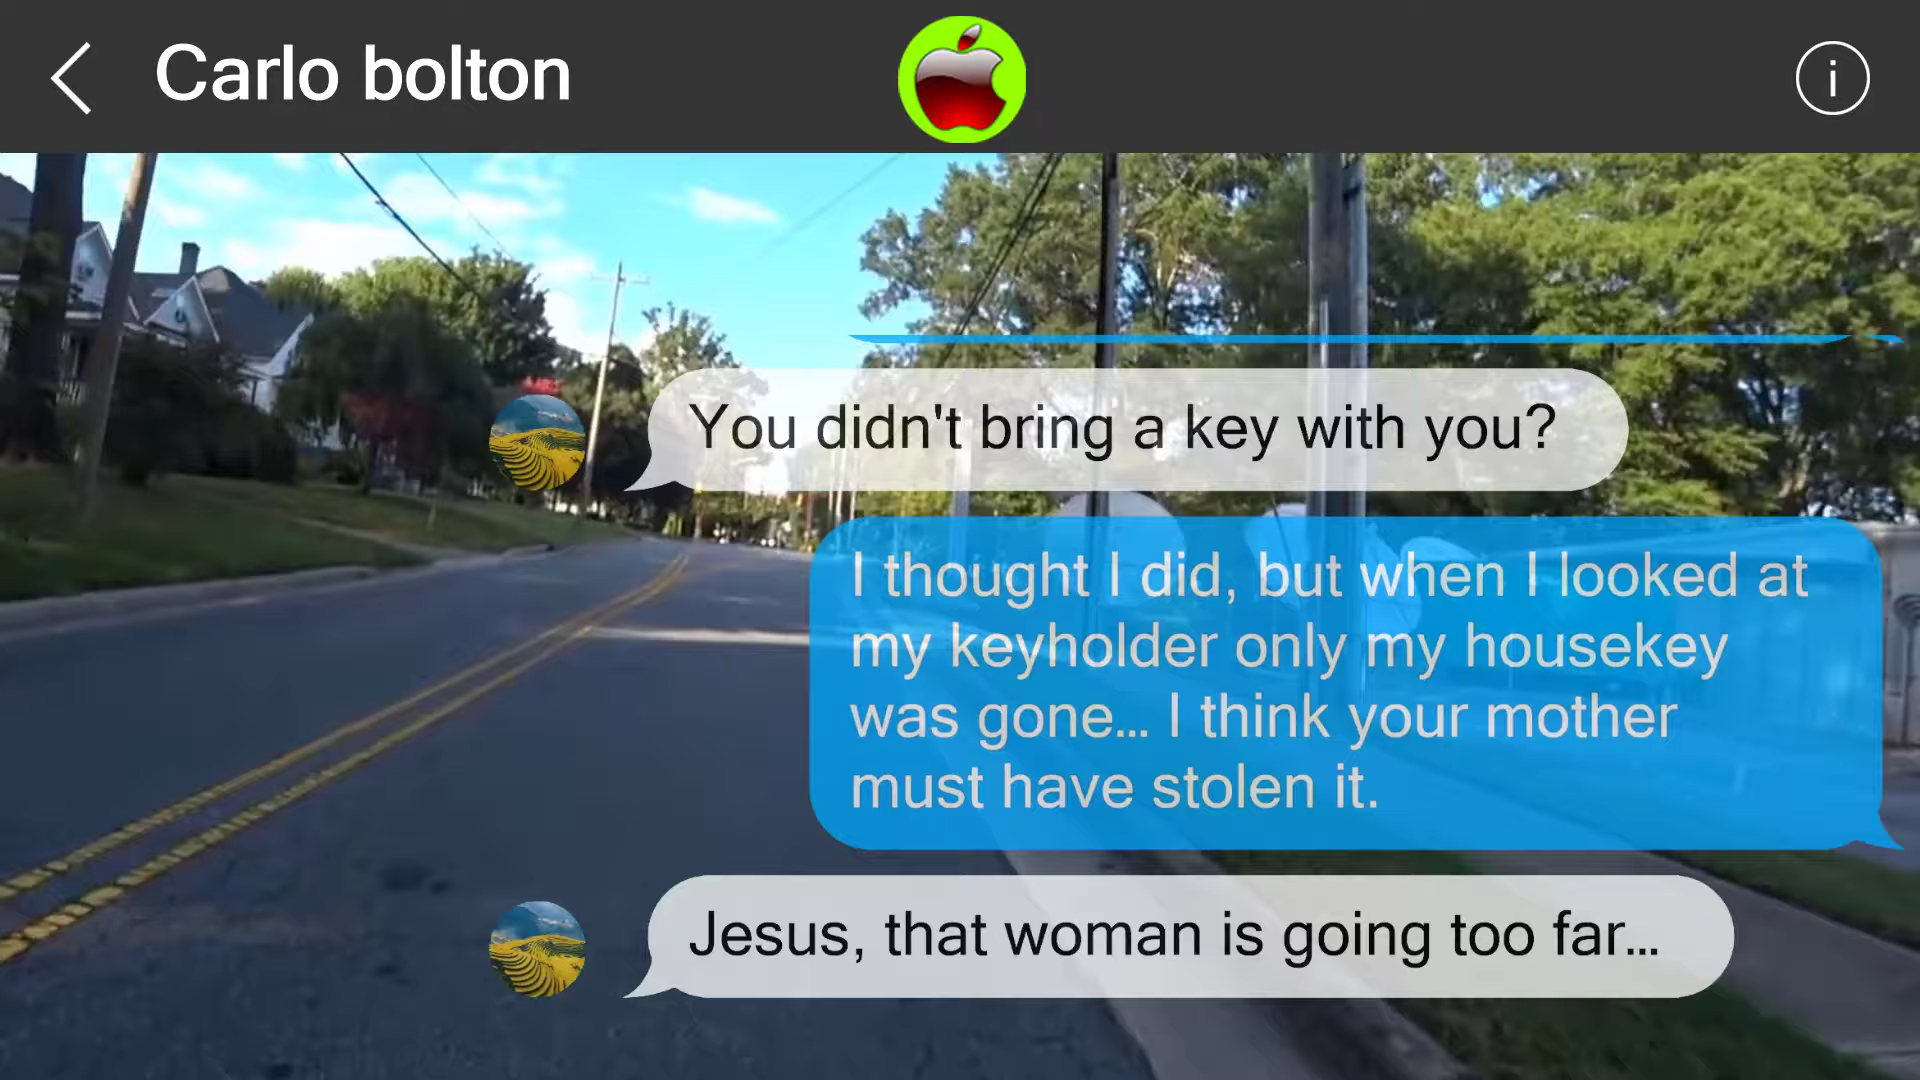 Carlo bolton
i
You didn't bring a key with you?
I thought I did, but when I looked at
my keyholder only my housekey
was gone... I think your mother
must have stolen it.
Jesus, that woman is going too far...